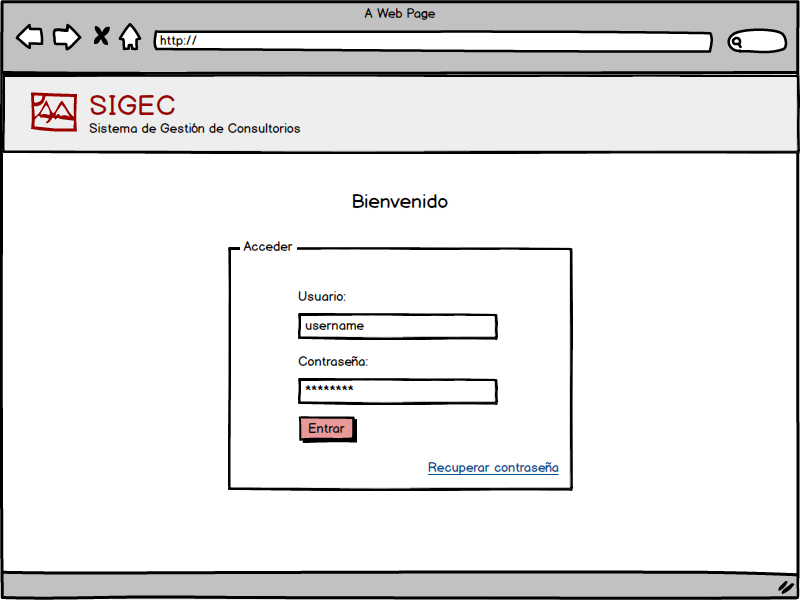 A Web Page
http://
SIGEC
Sistema de Gestión de Consultorios
Bienvenido
Acceder
Usuario:
username
Contraseña:
********
Entrar
Recuperar contraseña